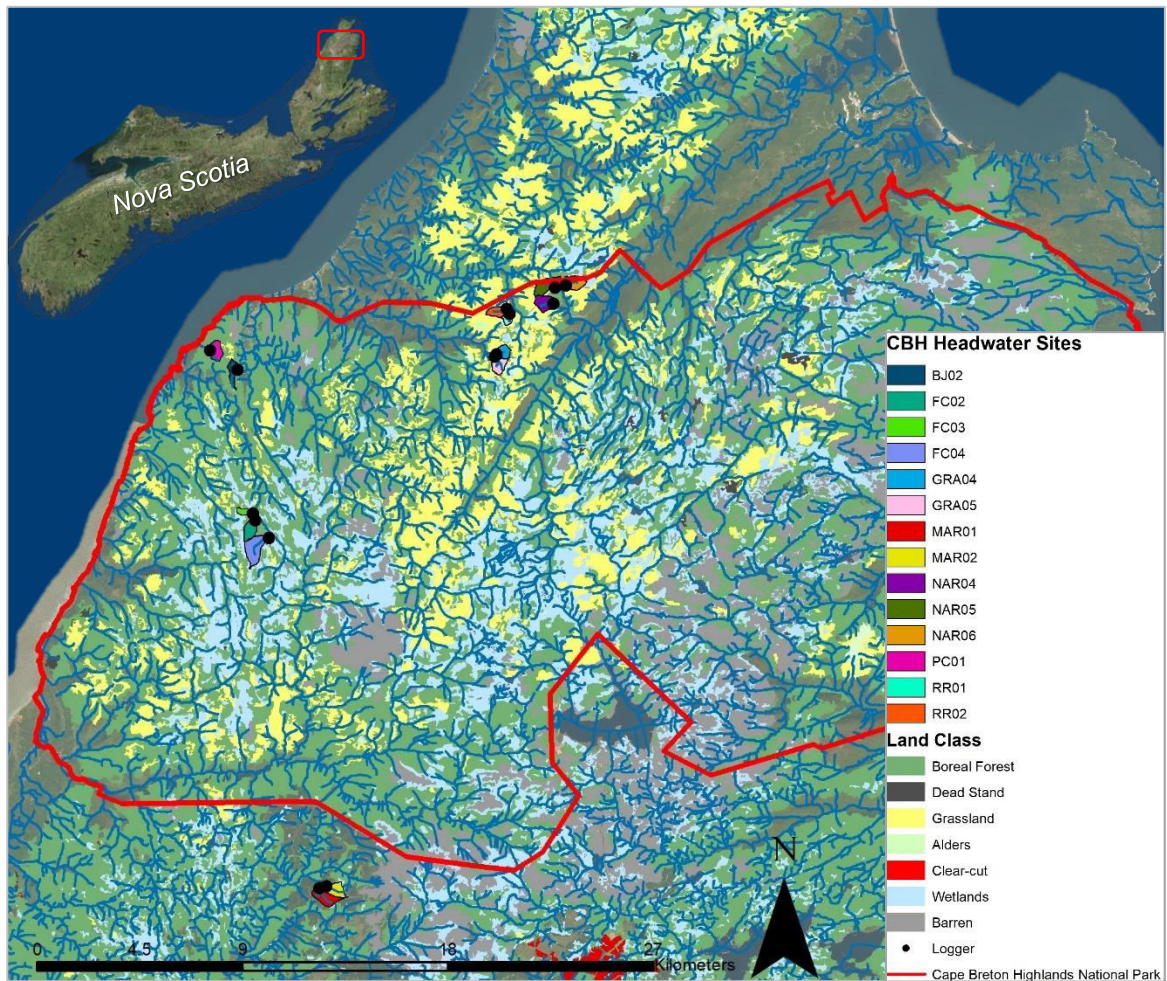 Nova Scotia
CBH Headwater Sites
BJ02
FC02
FC03
FC04
GRA04
GRA05
MAR01
MAR02
NAR04
NAR05
NAR06
PC01
RR01
RR02
Land Class
Boreal Forest
Dead Stand
Grassland
Alders
Clear-cut
Wetlands
Barren
Logger
Cape Breton Highlands National Park
N
0 4.5 9 18 27
Kilometers